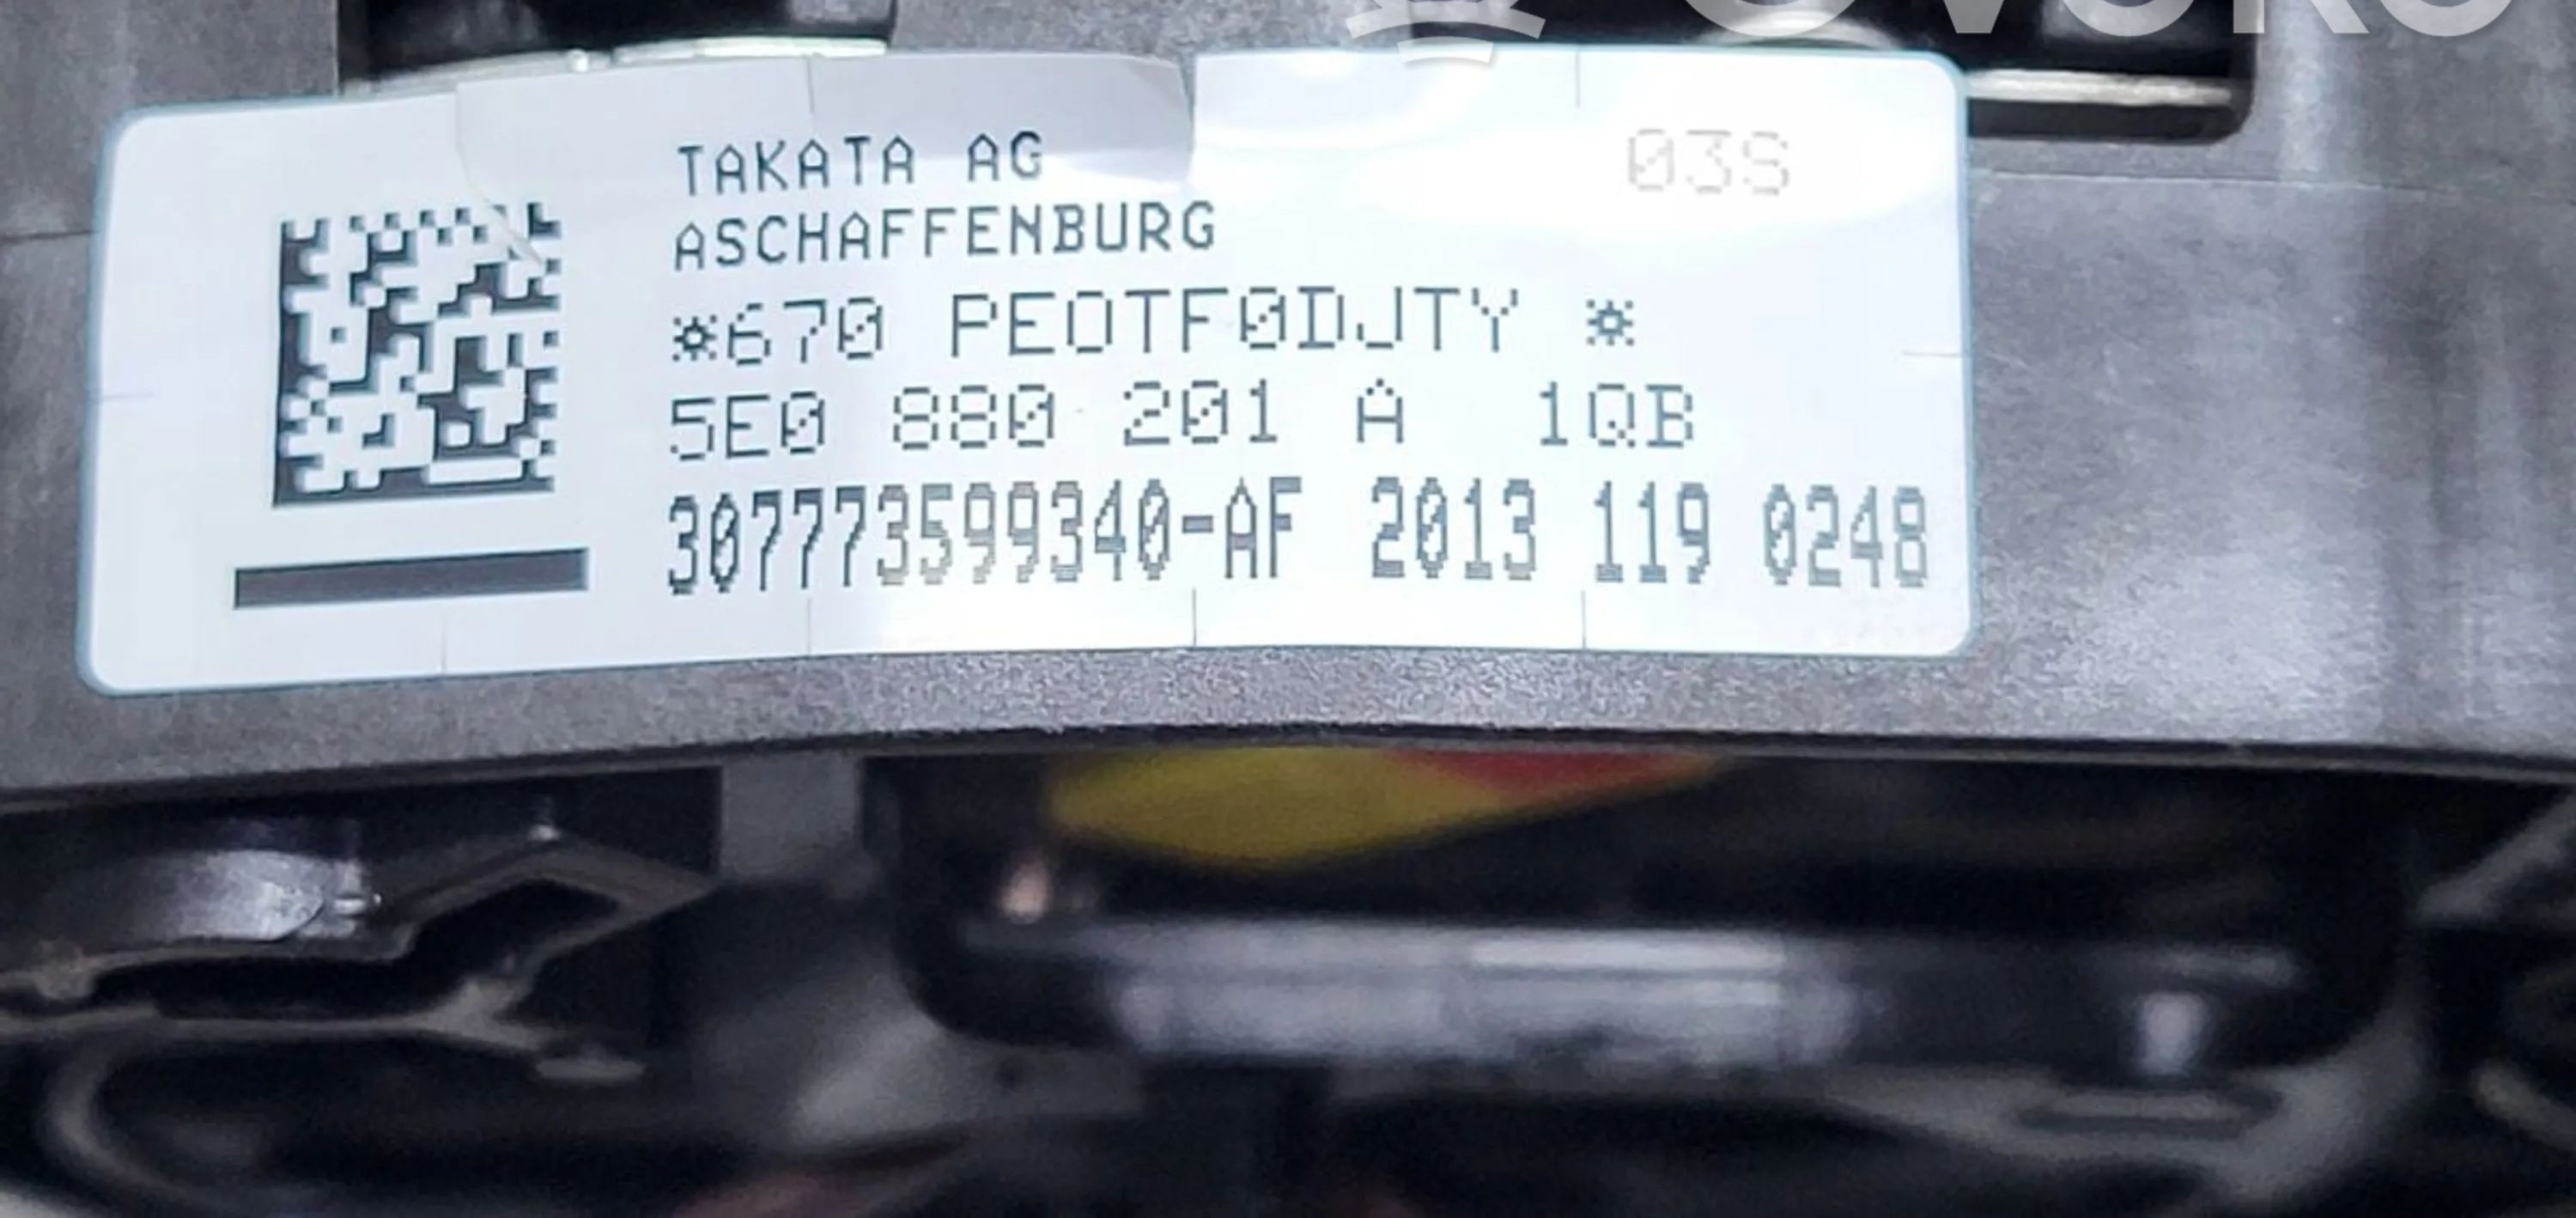 TAKATA AG 03S
ASCHAFFENBURG
*670 PEOTF0DJTY *
5E0 880 201 A 1QB
307773599340-AF 2013 119 0248